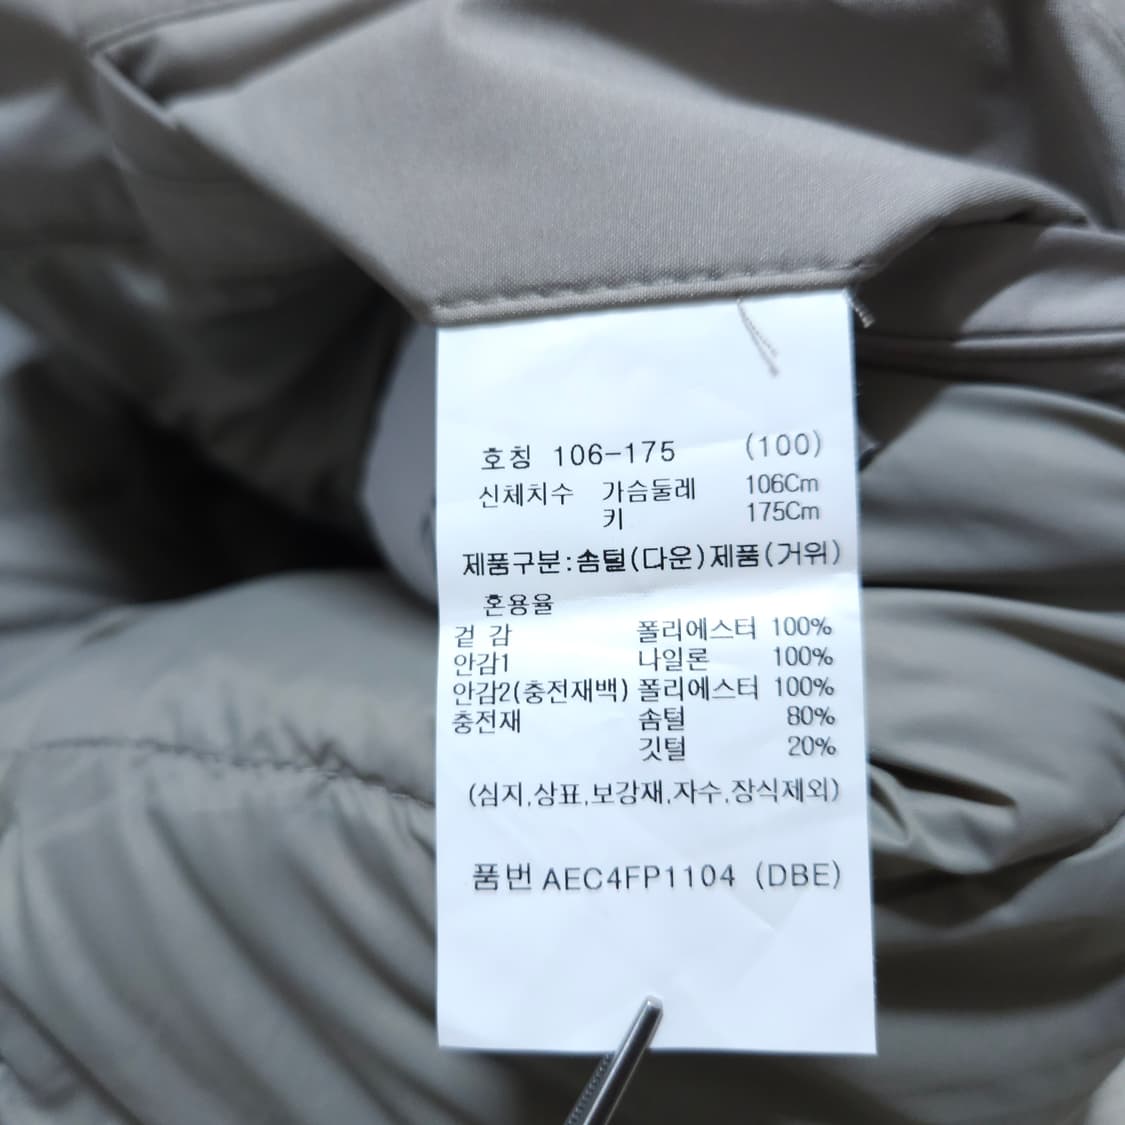 호칭 106-175 (100)
신체치수 가슴둘레 106Cm
키 175Cm
제품구분:솜털(다운)제품(거위)
혼용율
겉 감 폴리에스터 100%
안감1 나일론 100%
안감2(충전재백) 폴리에스터 100%
충전재 솜털 80%
깃털 20%
(심지,상표,보강재,자수,장식제외)
품번 AEC4FP1104 (DBE)